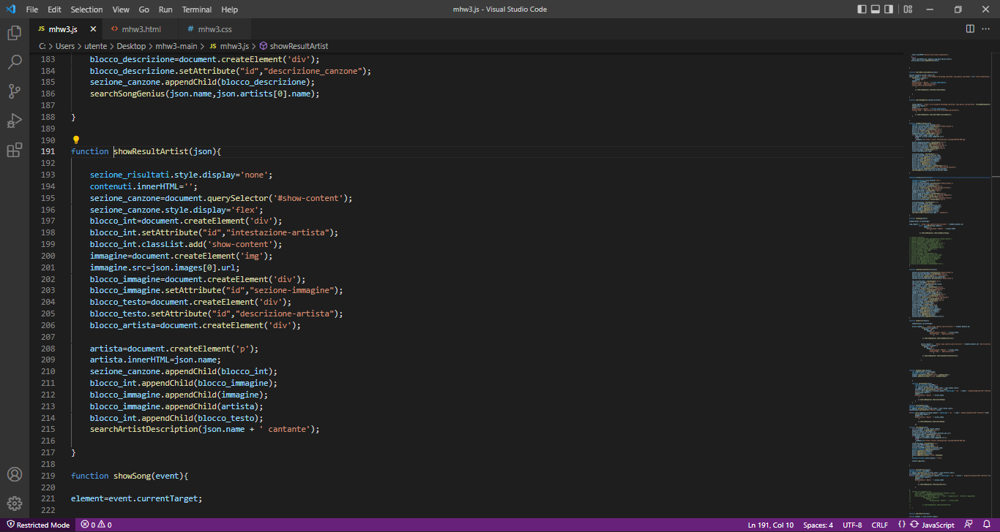 File Edit Selection View Go Run Terminal Help mhw3.js - Visual Studio Code
JS mhw3.js × <> mhw3.html # mhw3.css
C: > Users > utente > Desktop > mhw3-main > JS mhw3.js > showResultArtist
183 blocco_descrizione=document.createElement('div');
184 blocco_descrizione.setAttribute("id","descrizione_canzone");
185 sezione_canzone.appendChild(blocco_descrizione);
186 searchSongGenius(json.name,json.artists[0].name);
187
188 }
189
190
191 function showResultArtist(json){
192
193 sezione_risultati.style.display='none';
194 contenuti.innerHTML='';
195 sezione_canzone=document.querySelector('#show-content');
196 sezione_canzone.style.display='flex';
197 blocco_int=document.createElement('div');
198 blocco_int.setAttribute("id","intestazione-artista");
199 blocco_int.classList.add('show-content');
200 immagine=document.createElement('img');
201 immagine.src=json.images[0].url;
202 blocco_immagine=document.createElement('div');
203 blocco_immagine.setAttribute("id","sezione-immagine");
204 blocco_testo=document.createElement('div');
205 blocco_testo.setAttribute("id","descrizione-artista");
206 blocco_artista=document.createElement('div');
207
208 artista=document.createElement('p');
209 artista.innerHTML=json.name;
210 sezione_canzone.appendChild(blocco_int);
211 blocco_int.appendChild(blocco_immagine);
212 blocco_immagine.appendChild(immagine);
213 blocco_immagine.appendChild(artista);
214 blocco_int.appendChild(blocco_testo);
215 searchArtistDescription(json.name + ' cantante');
216
217 }
218
219 function showSong(event){
220
221 element=event.currentTarget;
222
Restricted Mode 0 0 Ln 191, Col 10 Spaces: 4 UTF-8 CRLF {} JavaScript